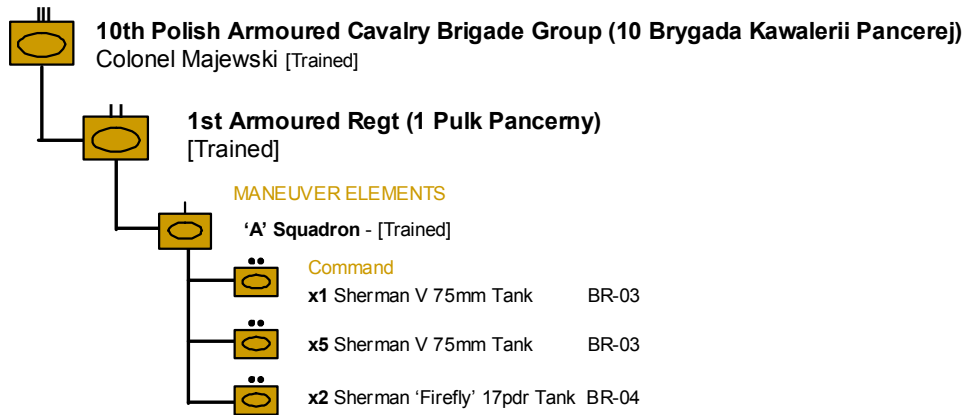 10th Polish Armoured Cavalry Brigade Group (10 Brygada Kawalerii Pancerej)
Colonel Majewski [Trained]
1st Armoured Regt (1 Pulk Pancerny)
[Trained]
MANEUVER ELEMENTS
‘A’ Squadron - [Trained]
Command
x1 Sherman V 75mm Tank BR-03
x5 Sherman V 75mm Tank BR-03
x2 Sherman ‘Firefly’ 17pdr Tank BR-04